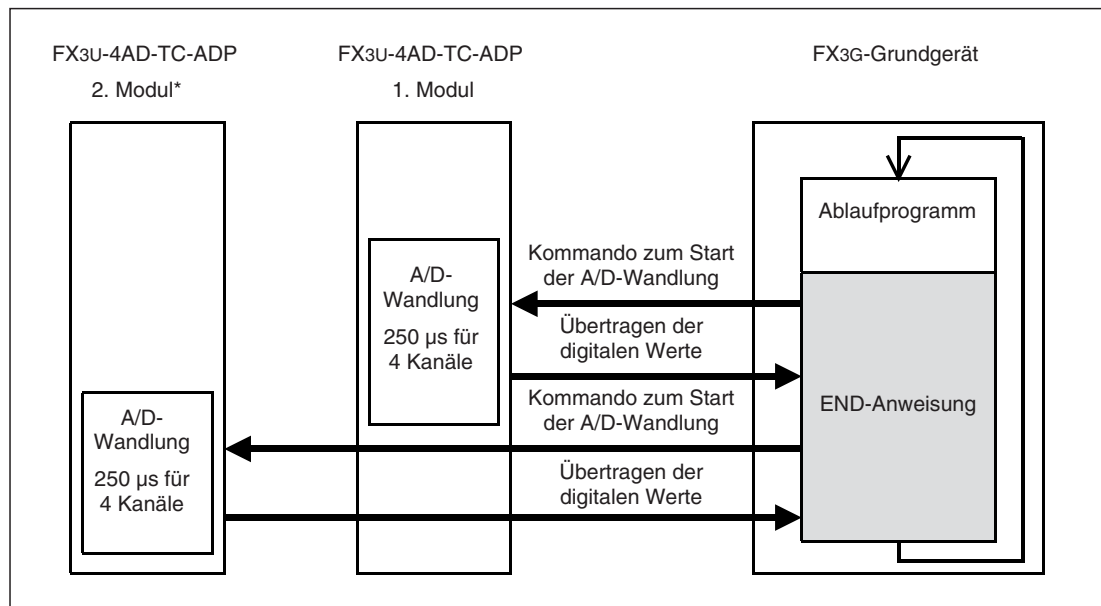 FX3U-4AD-TC-ADP
2. Modul*
FX3U-4AD-TC-ADP
1. Modul
FX3G-Grundgerät
Ablaufprogramm
Kommando zum Start
der A/D-Wandlung
A/D-
Wandlung
250 µs für
4 Kanäle
Übertragen der
digitalen Werte
END-Anweisung
Kommando zum Start
der A/D-Wandlung
A/D-
Wandlung
250 µs für
4 Kanäle
Übertragen der
digitalen Werte